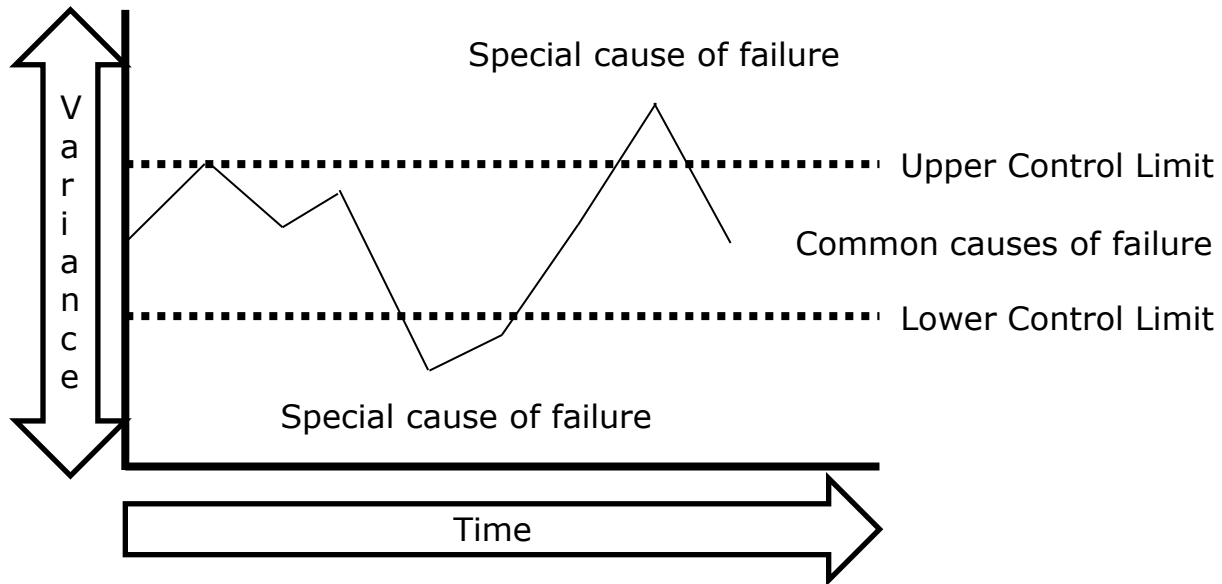 Special cause of failure
Variance
Upper Control Limit
Common causes of failure
Lower Control Limit
Special cause of failure
Time